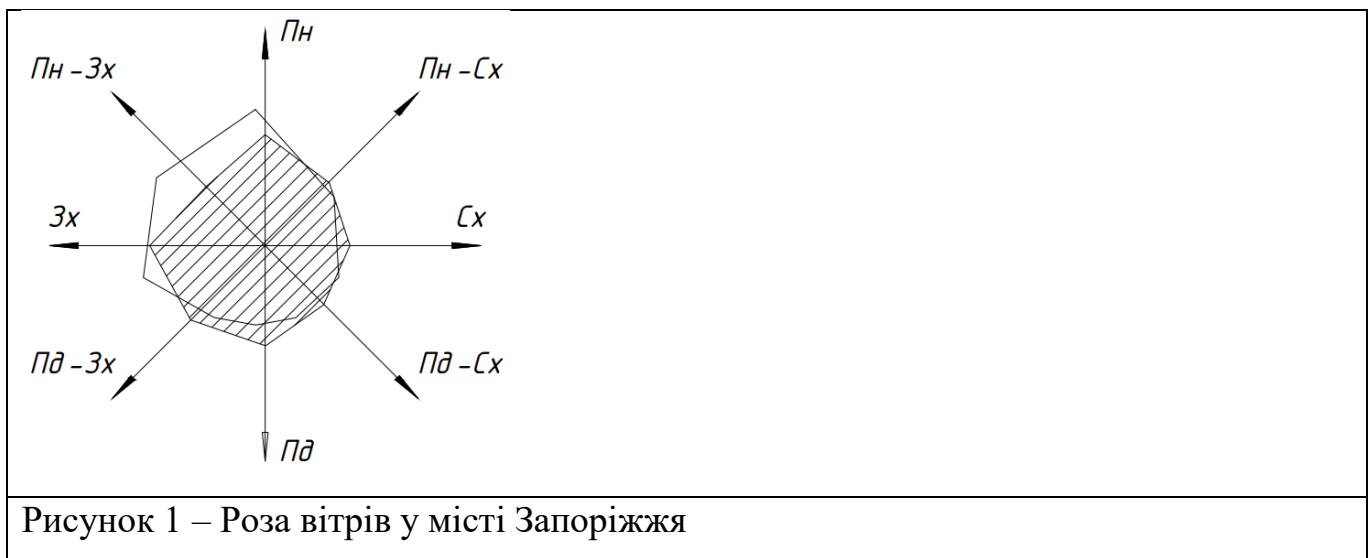 Пн
Пн -Зх
Пн -Сх
Зх
Сх
Пд -Зх
Пд -Сх
Пд
Рисунок 1 – Роза вітрів у місті Запоріжжя